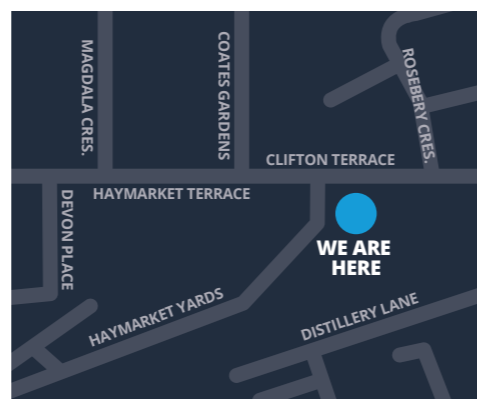 MAGDALA CRES.
COATES GARDENS
ROSEBERY CRES.
CLIFTON TERRACE
HAYMARKET TERRACE
DEVON PLACE
WE ARE
HERE
HAYMARKET YARDS
DISTILLERY LANE